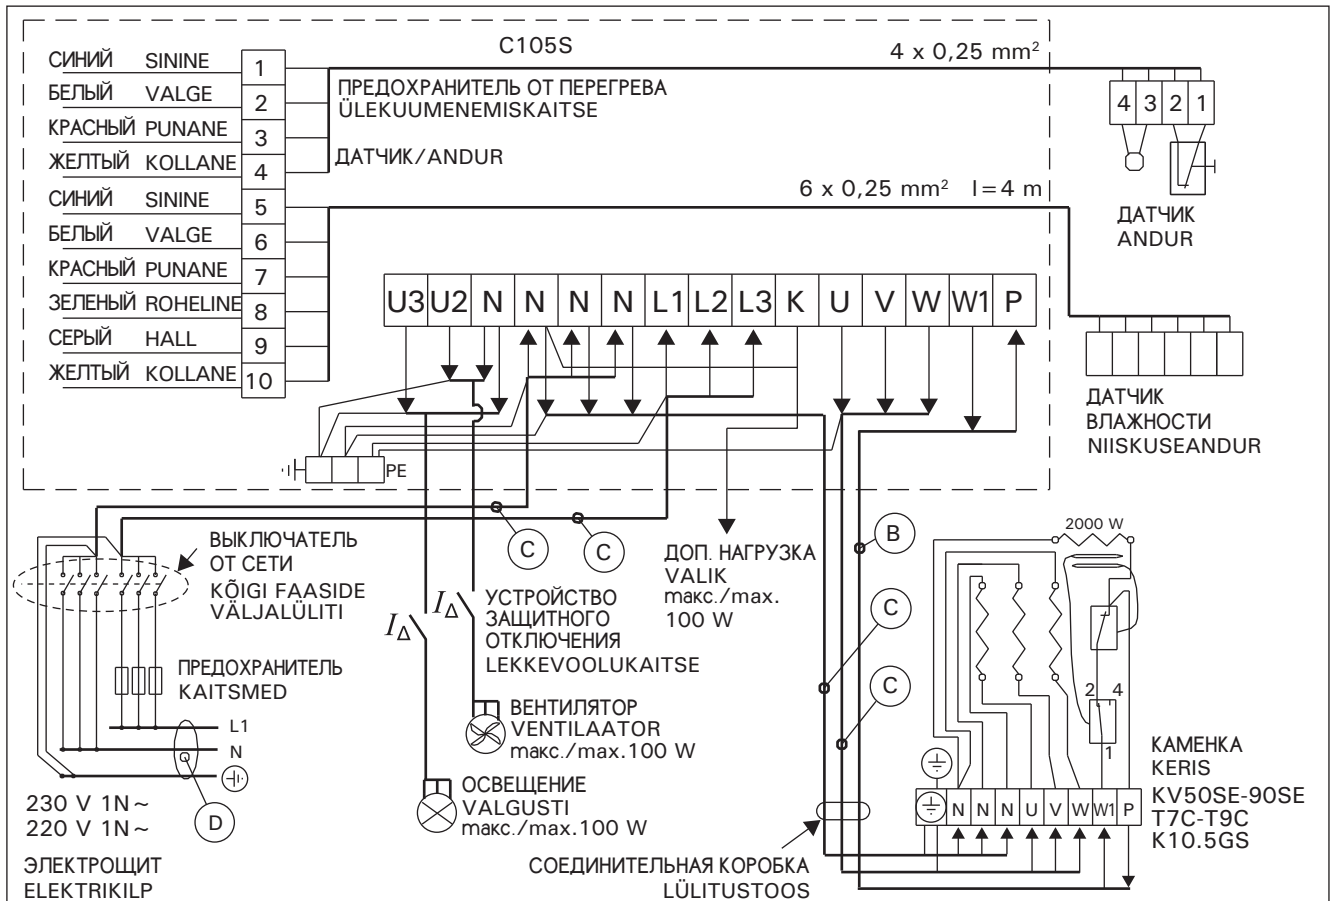 C105S
4 x 0,25 mm²
СИНИЙ SININE 1
БЕЛЫЙ VALGE 2
КРАСНЫЙ PUNANE 3
ЖЕЛТЫЙ KOLLANE 4
СИНИЙ SININE 5
БЕЛЫЙ VALGE 6
КРАСНЫЙ PUNANE 7
ЗЕЛЕНЫЙ ROHELINE 8
СЕРЫЙ HALL 9
ЖЕЛТЫЙ KOLLANE 10
ПРЕДОХРАНИТЕЛЬ ОТ ПЕРЕГРЕВА
ÜLEKUUMENEMISKAITSE
ДАТЧИК/ANDUR
4 3 2 1
ДАТЧИК
ANDUR
6 x 0,25 mm² l=4 m
U3 U2 N N N N L1 L2 L3 K U V W W1 P
ДАТЧИК
ВЛАЖНОСТИ
NIISKUSEANDUR
PE
ВЫКЛЮЧАТЕЛЬ
ОТ СЕТИ
KÕIGI FAASIDE
VÄLJALÜLITI
C
C
B
C
C
ДОП. НАГРУЗКА
VALIK
макс./max.
100 W
IΔ
IΔ
УСТРОЙСТВО
ЗАЩИТНОГО
ОТКЛЮЧЕНИЯ
LEKKEVOOLUKAITSE
ПРЕДОХРАНИТЕЛЬ
KAITSMED
L1
N
D
230 V 1N~
220 V 1N~
ЭЛЕКТРОЩИТ
ELEKTRIKILP
ВЕНТИЛЯТОР
VENTILAATOR
макс./max.100 W
ОСВЕЩЕНИЕ
VALGUSTI
макс./max.100 W
СОЕДИНИТЕЛЬНАЯ КОРОБКА
LÜLITUSTOOS
2000 W
2 4
1
N N N U V W W1 P
КАМЕНКА
KERIS
KV50SE-90SE
T7C-T9C
K10.5GS